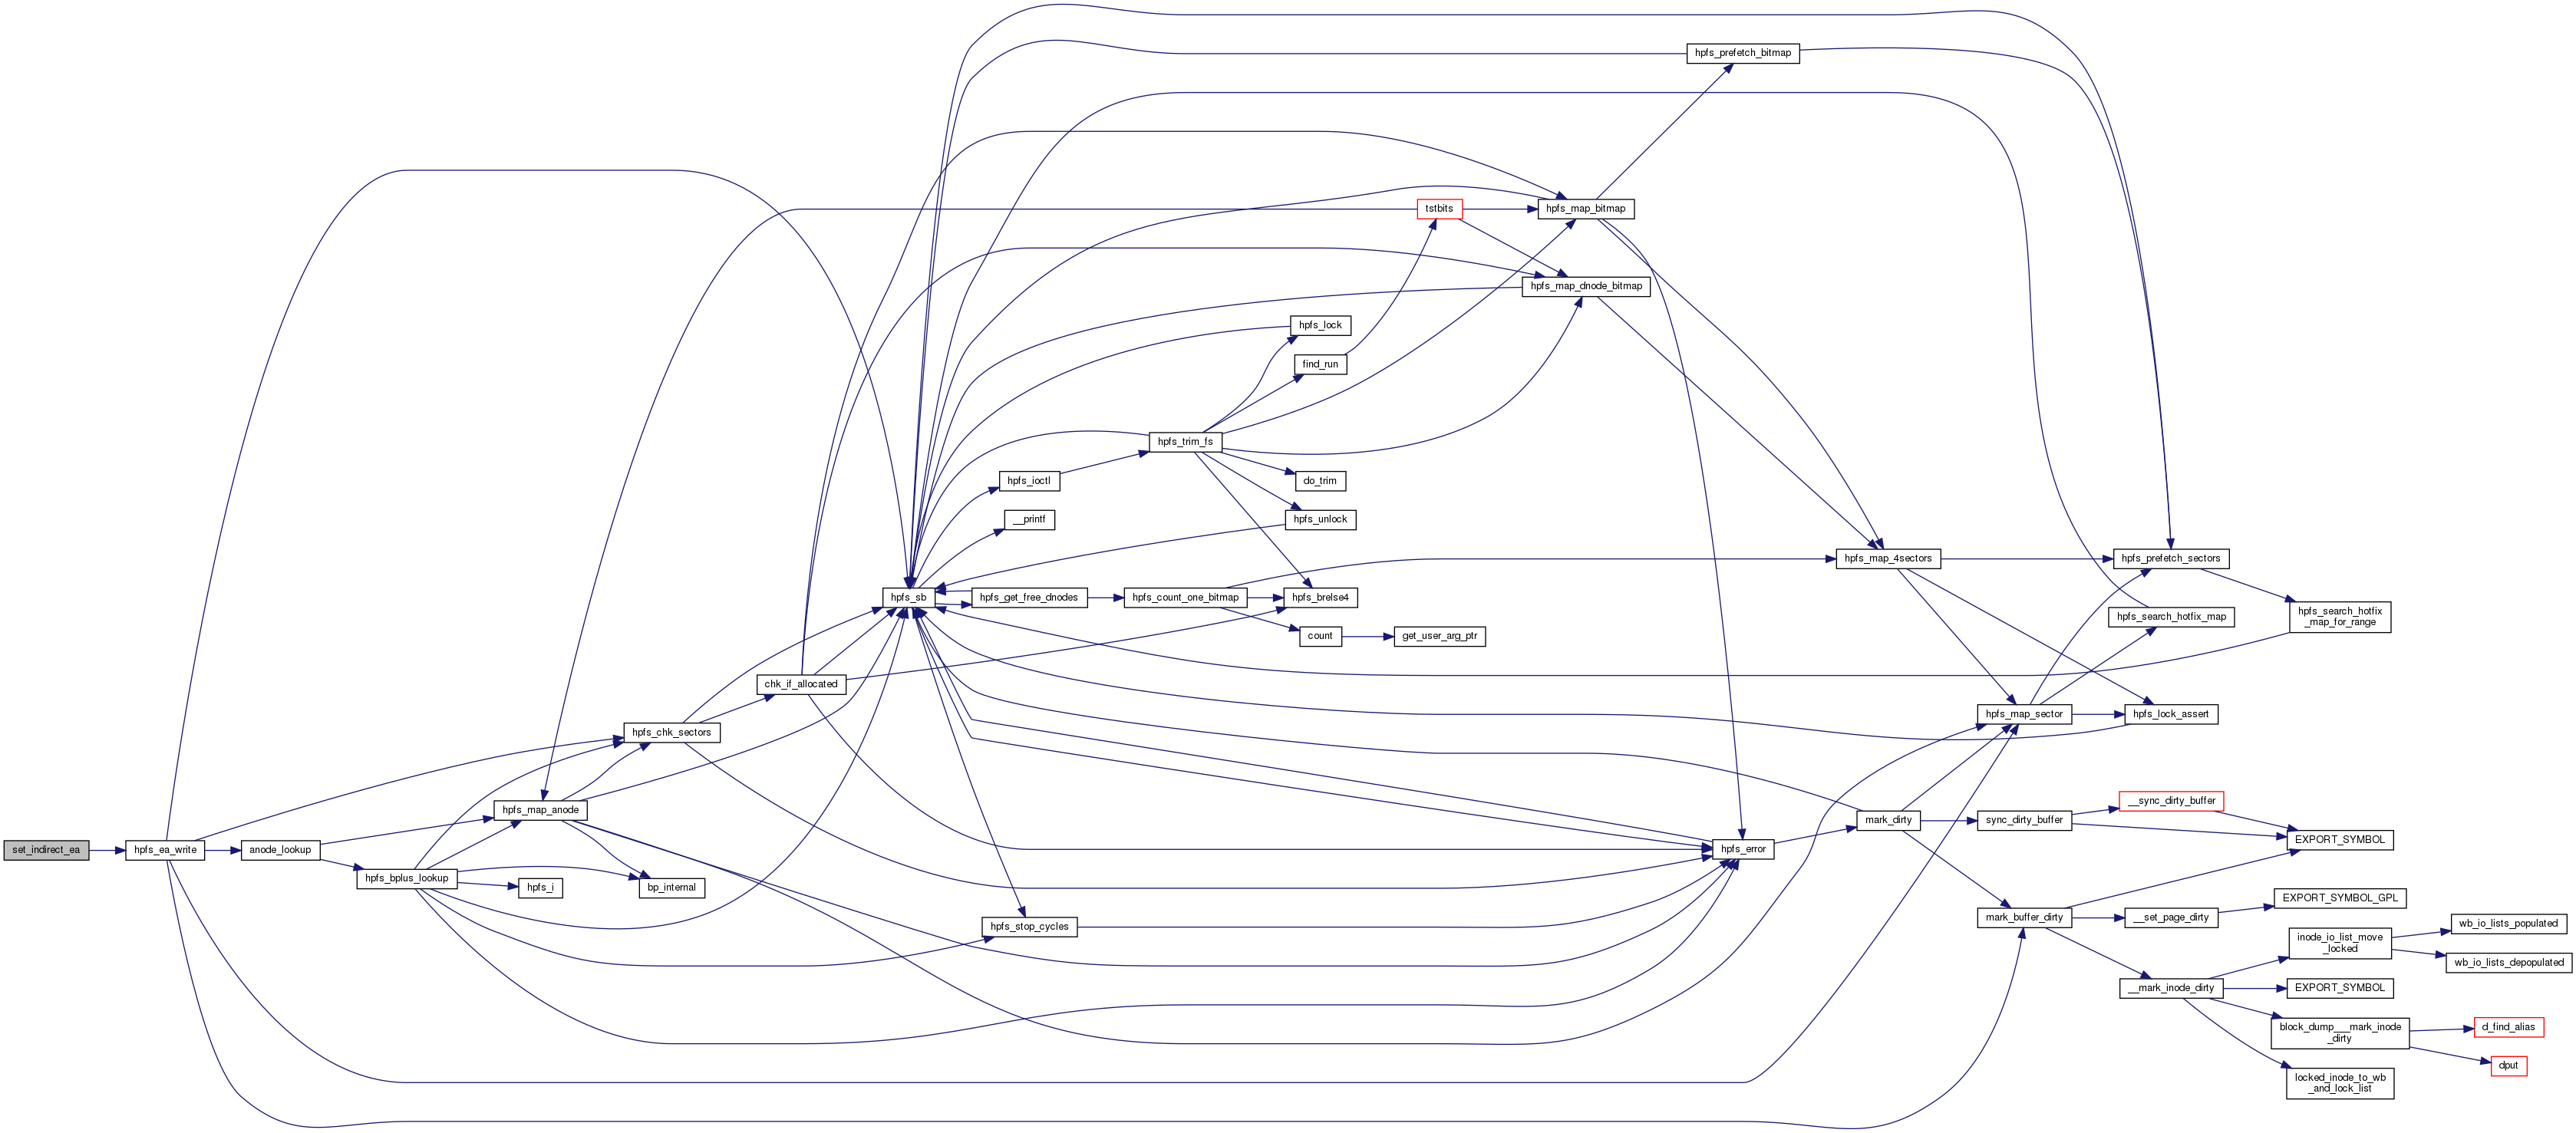 set_indirect_ea
hpfs_ea_write
anode_lookup
hpfs_bplus_lookup
hpfs_map_anode
hpfs_i
hpfs_chk_sectors
bp_internal
chk_if_allocated
hpfs_sb
hpfs_ioctl
__printf
hpfs_get_free_dnodes
hpfs_stop_cycles
hpfs_trim_fs
hpfs_count_one_bitmap
hpfs_lock
find_run
do_trim
hpfs_unlock
hpfs_brelse4
count
get_user_arg_ptr
tstbits
hpfs_prefetch_bitmap
hpfs_map_bitmap
hpfs_map_dnode_bitmap
hpfs_error
hpfs_map_4sectors
mark_dirty
hpfs_map_sector
sync_dirty_buffer
mark_buffer_dirty
hpfs_prefetch_sectors
hpfs_search_hotfix_map
hpfs_lock_assert
__sync_dirty_buffer
__set_page_dirty
__mark_inode_dirty
hpfs_search_hotfix
_map_for_range
EXPORT_SYMBOL
EXPORT_SYMBOL_GPL
inode_io_list_move
_locked
EXPORT_SYMBOL
block_dump___mark_inode
_dirty
locked_inode_to_wb
_and_lock_list
wb_io_lists_populated
wb_io_lists_depopulated
d_find_alias
dput